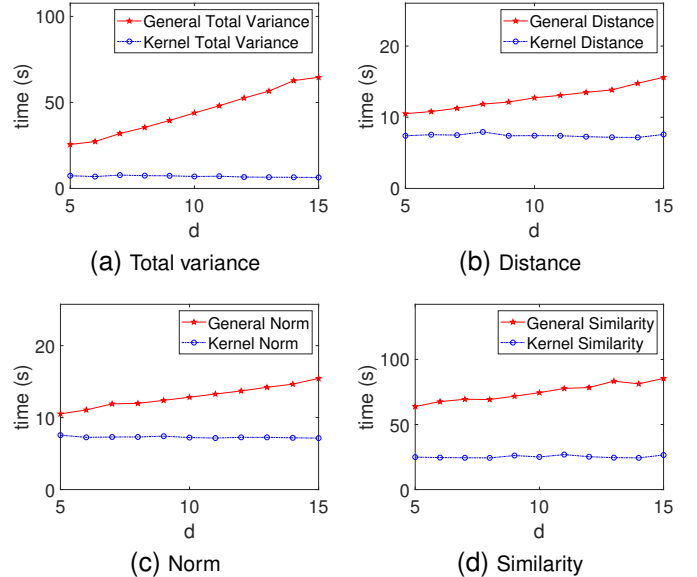 General Total Variance
Kernel Total Variance
100
50
0
time (s)
5
10
15
d
(a) Total variance
General Distance
Kernel Distance
20
10
0
time (s)
5
10
15
d
(b) Distance
General Norm
Kernel Norm
20
10
0
time (s)
5
10
15
d
(c) Norm
General Similarity
Kernel Similarity
100
50
0
time (s)
5
10
15
d
(d) Similarity